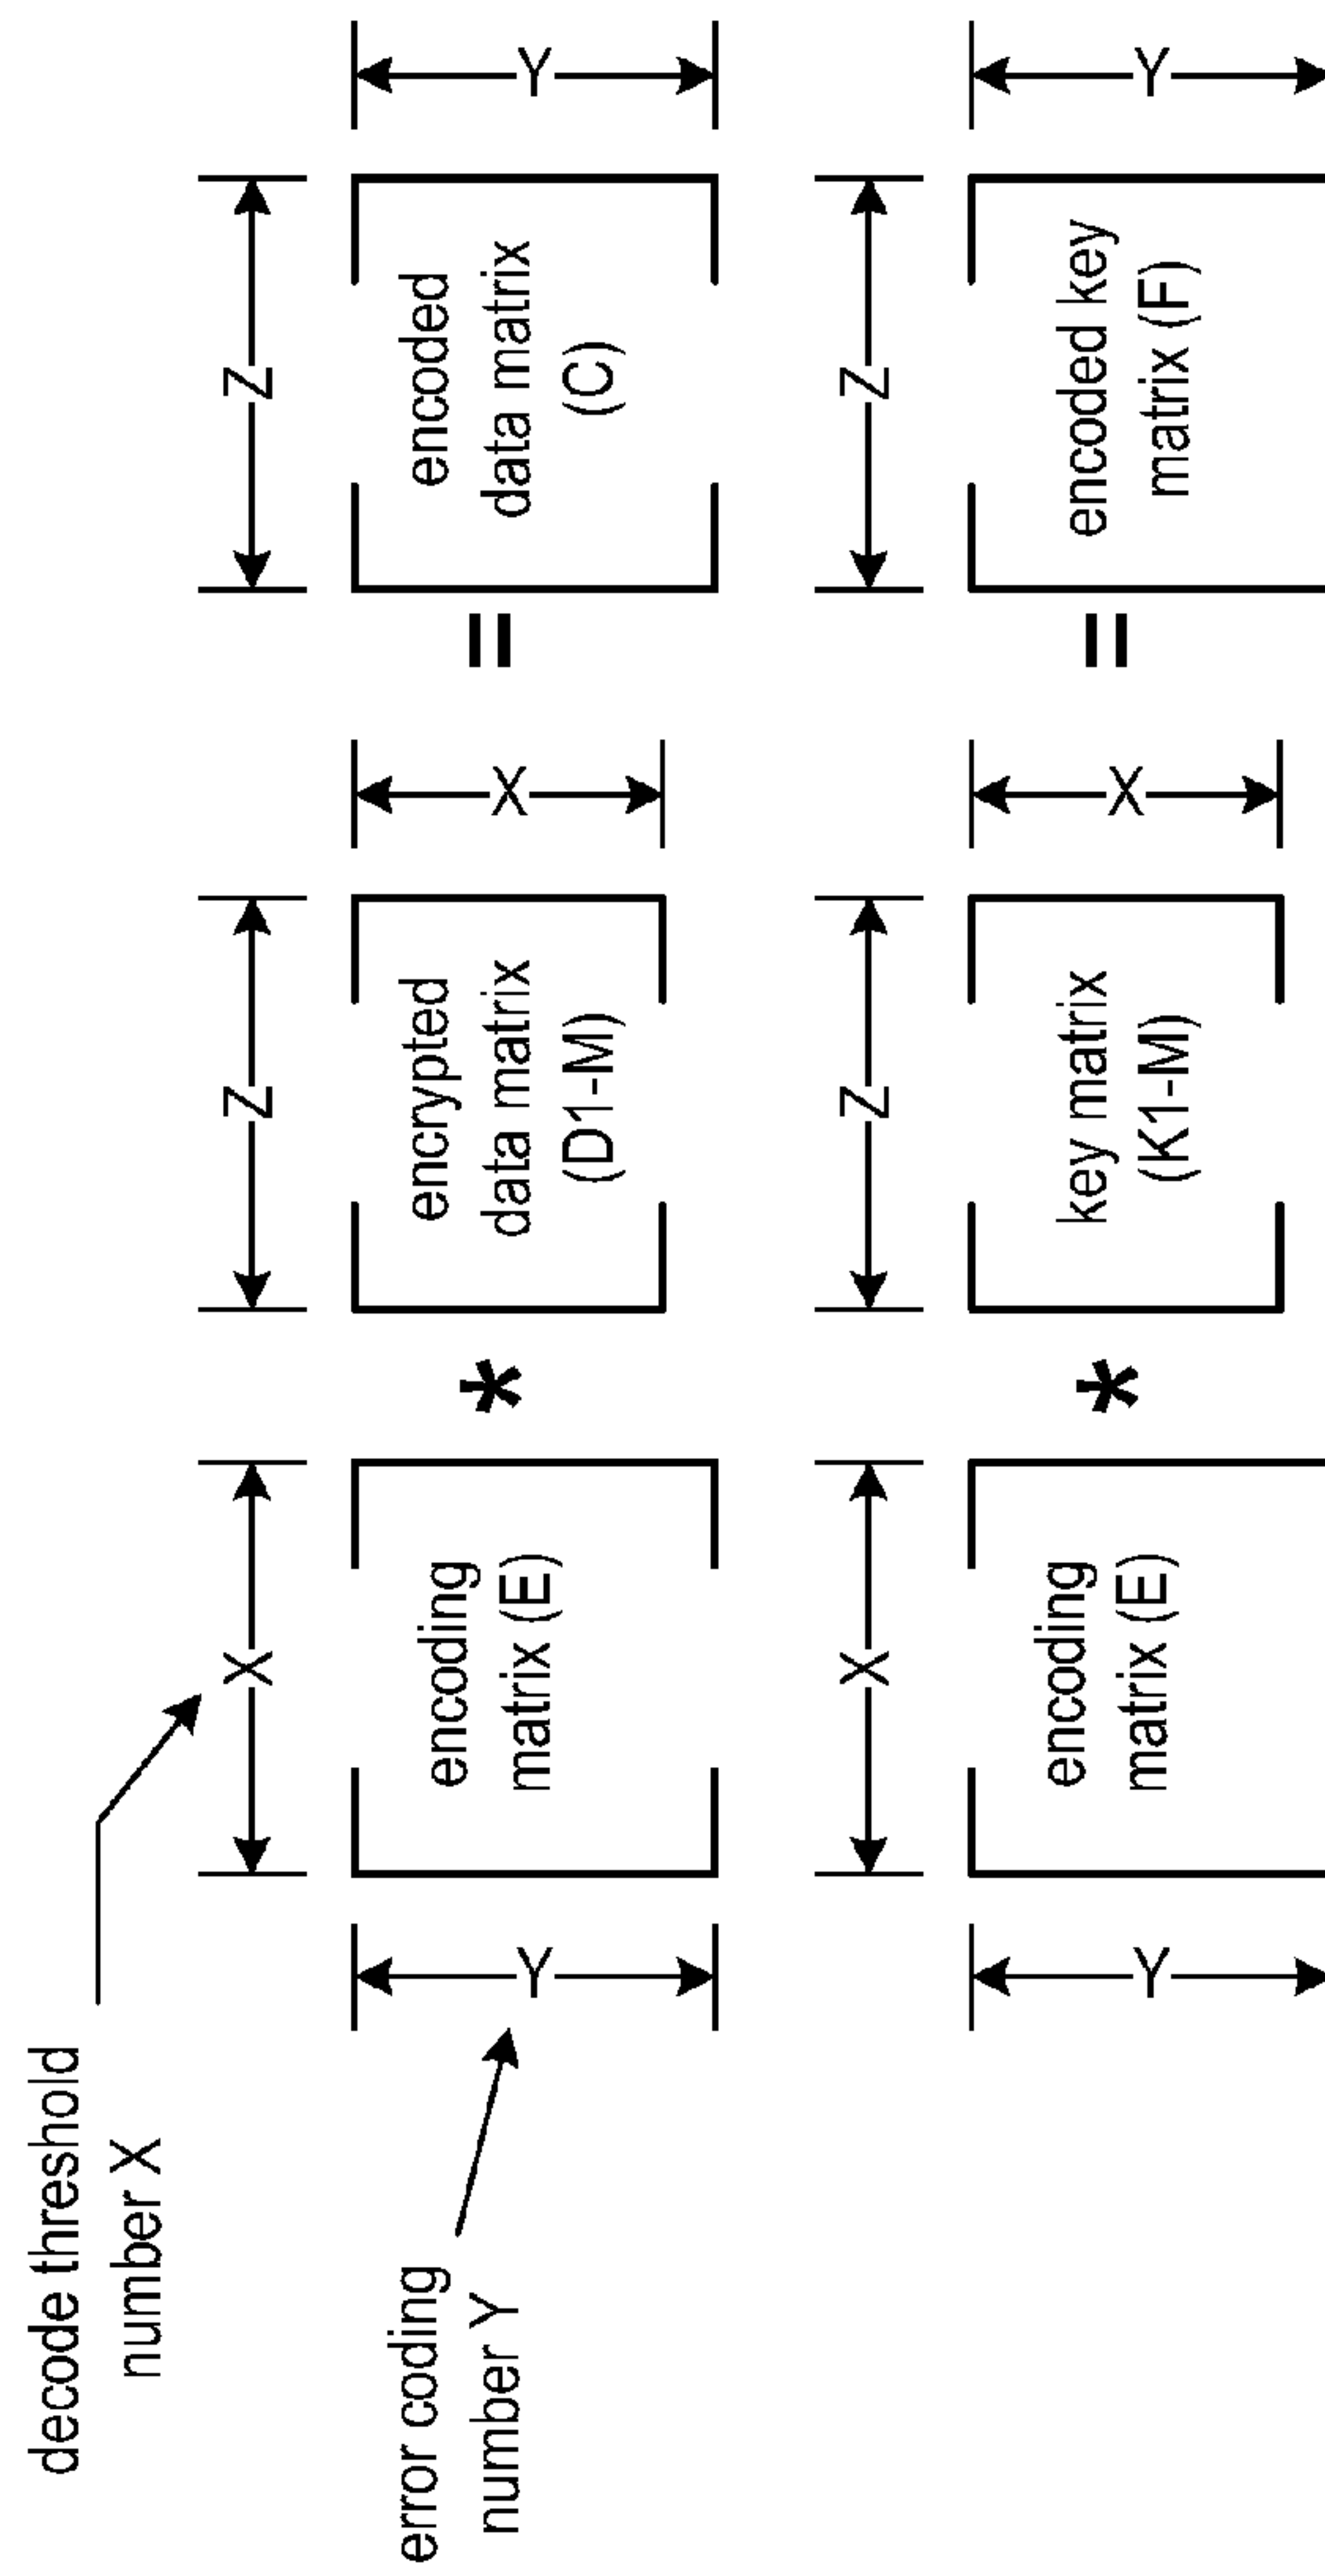 decode threshold
number X
X
Z
Z
error coding
number Y
Y
encoding
matrix (E)
*
encrypted
data matrix
(D1-M)
X
=
encoded
data matrix
(C)
Y
X
Z
Z
Y
encoding
matrix (E)
*
key matrix
(K1-M)
X
=
encoded key
matrix (F)
Y